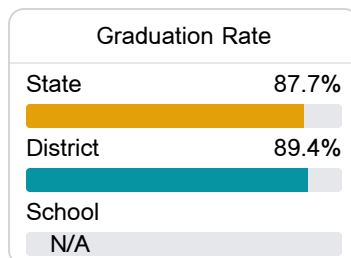 Graduation Rate
State 87.7%
District 89.4%
School
N/A